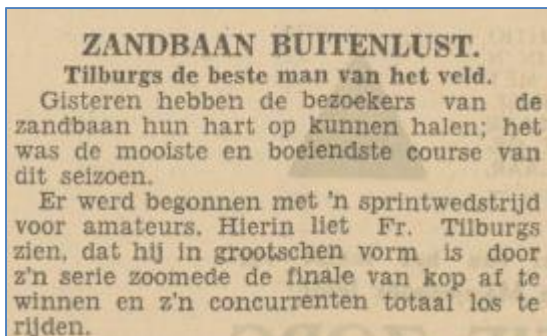 ZANDBAAN BUITENLUST.
Tilburgs de beste man van het veld.
Gisteren hebben de bezoekers van de
zandbaan hun hart op kunnen halen; het
was de mooiste en boeiendste course van
dit seizoen.
Er werd begonnen met 'n sprintwedstrijd
voor amateurs. Hierin liet Fr. Tilburgs
zien, dat hij in grootschen vorm is door
z'n serie zoomede de finale van kop af te
winnen en z'n concurrenten totaal los te
rijden.